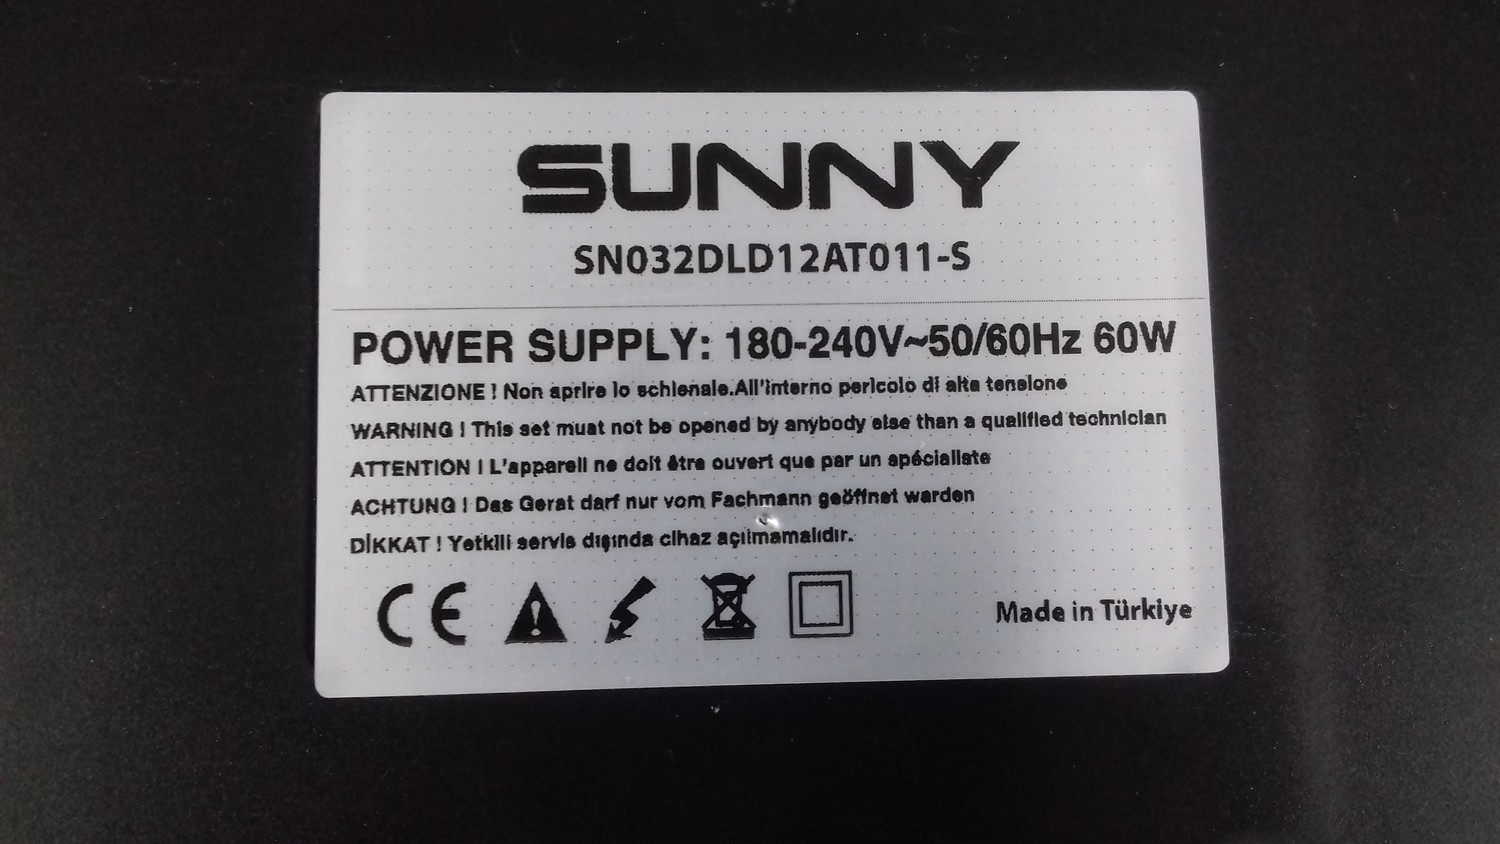 SUNNY
SN032DLD12AT011-S
POWER SUPPLY: 180-240V~50/60Hz 60W
ATTENZIONE ! Non aprire lo schienale.All'interno pericolo di alta tensione
WARNING ! This set must not be opened by anybody else than a qualified technician
ATTENTION ! L'appareil ne doit être ouvert que par un spécialiste
ACHTUNG ! Das Gerat darf nur vom Fachmann geöffnet warden
DİKKAT ! Yetkili servis dışında cihaz açılmamalıdır.
CE
Made in Türkiye